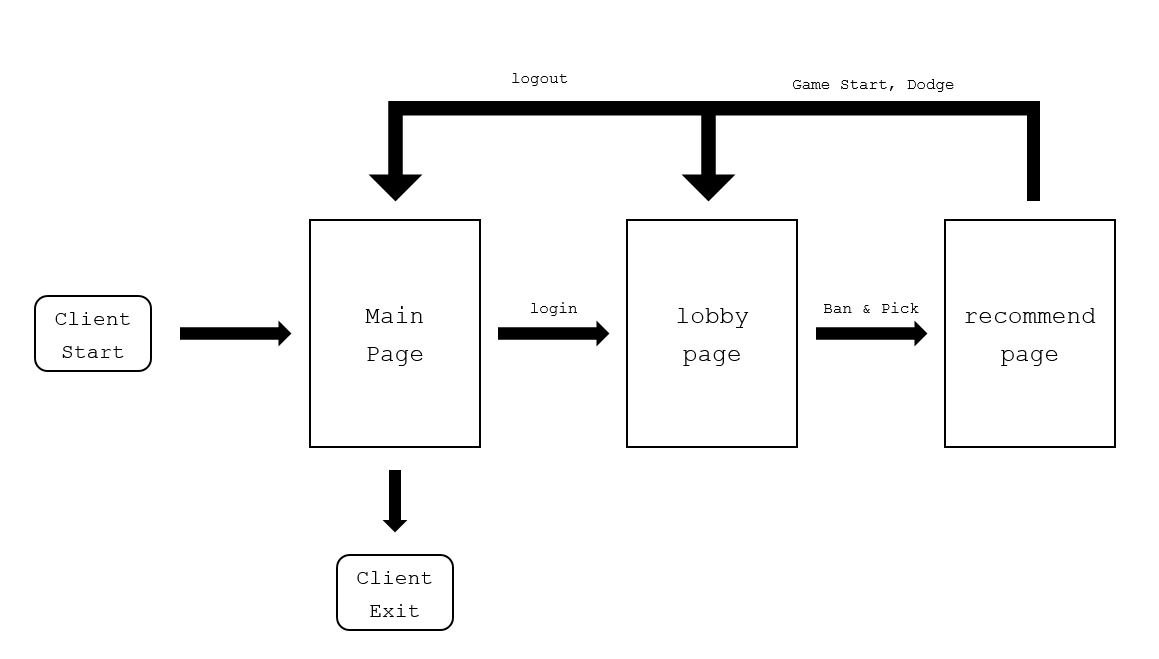 logout
Game Start, Dodge
Client
Start
Main
Page
login
lobby
page
Ban & Pick
recommend
page
Client
Exit